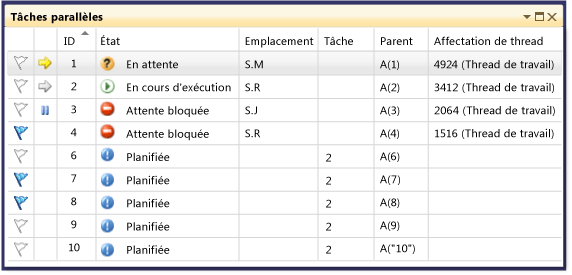 Tâches parallèles
ID État Emplacement Tâche Parent Affectation de thread
1 En attente S.M A(1) 4924 (Thread de travail)
2 En cours d'exécution S.R A(2) 3412 (Thread de travail)
3 Attente bloquée S.J A(3) 2064 (Thread de travail)
4 Attente bloquée S.R A(4) 1516 (Thread de travail)
6 Planifiée 2 A(6)
7 Planifiée 2 A(7)
8 Planifiée 2 A(8)
9 Planifiée 2 A(9)
10 Planifiée 2 A("10")